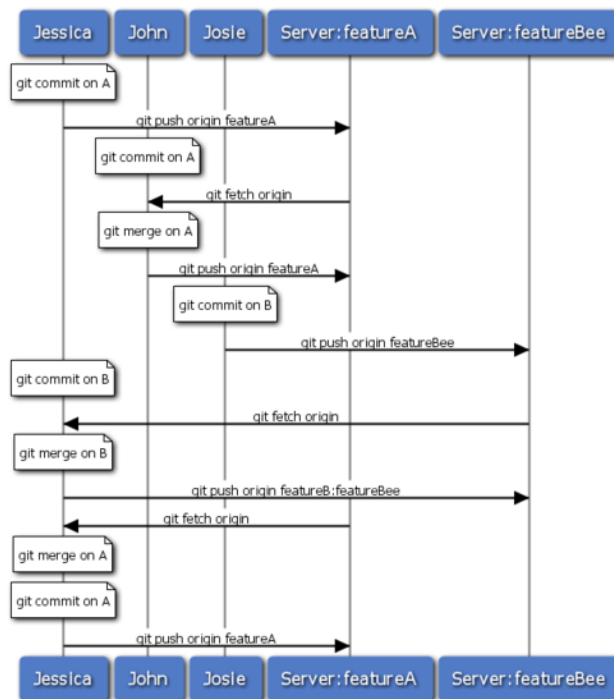 Jessica John Josie Server:featureA Server:featureBee
git commit on A
git push origin featureA
git commit on A
git fetch origin
git merge on A
git push origin featureA
git commit on B
git push origin featureBee
git commit on B
git fetch origin
git merge on B
git push origin featureB:featureBee
git fetch origin
git merge on A
git commit on A
git push origin featureA
Jessica John Josie Server:featureA Server:featureBee